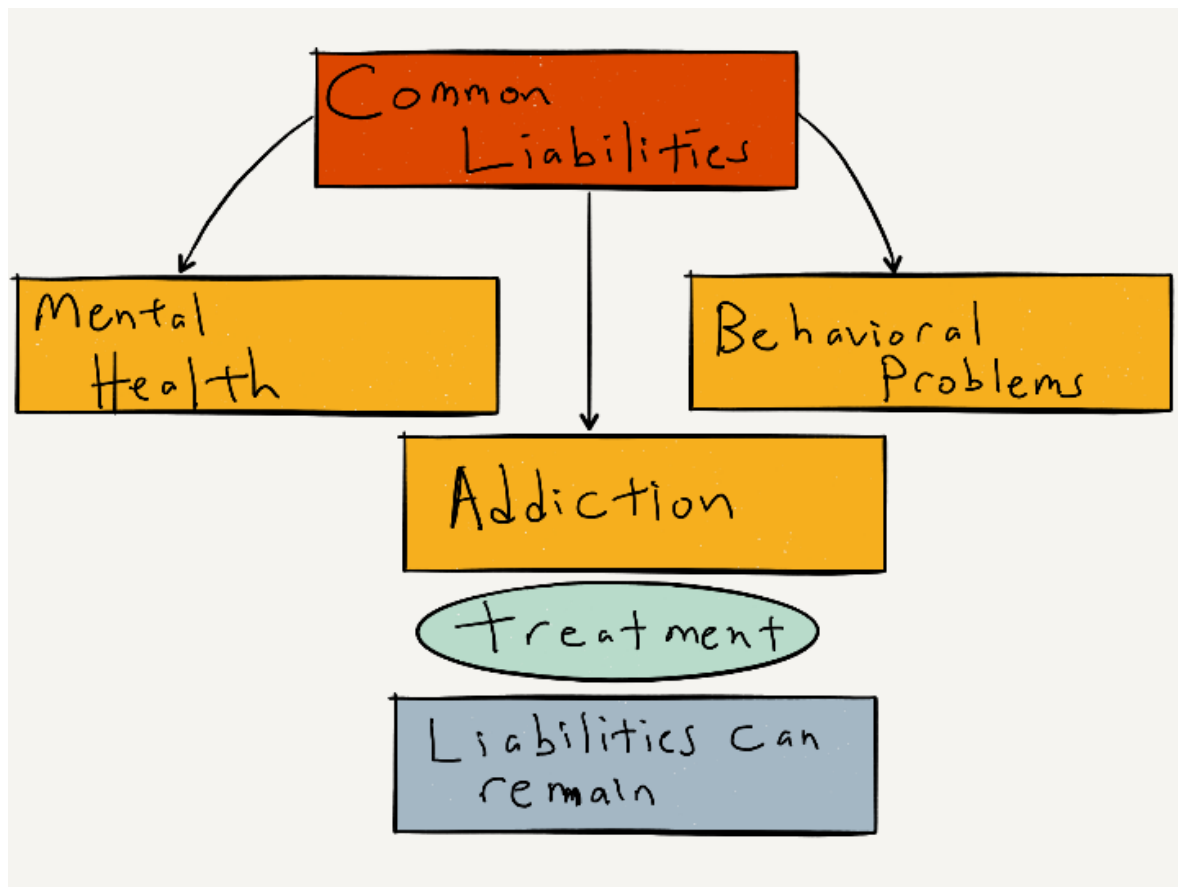 Common
Liabilities
Mental
Health
Behavioral
Problems
Addiction
Treatment
Liabilities can
remain